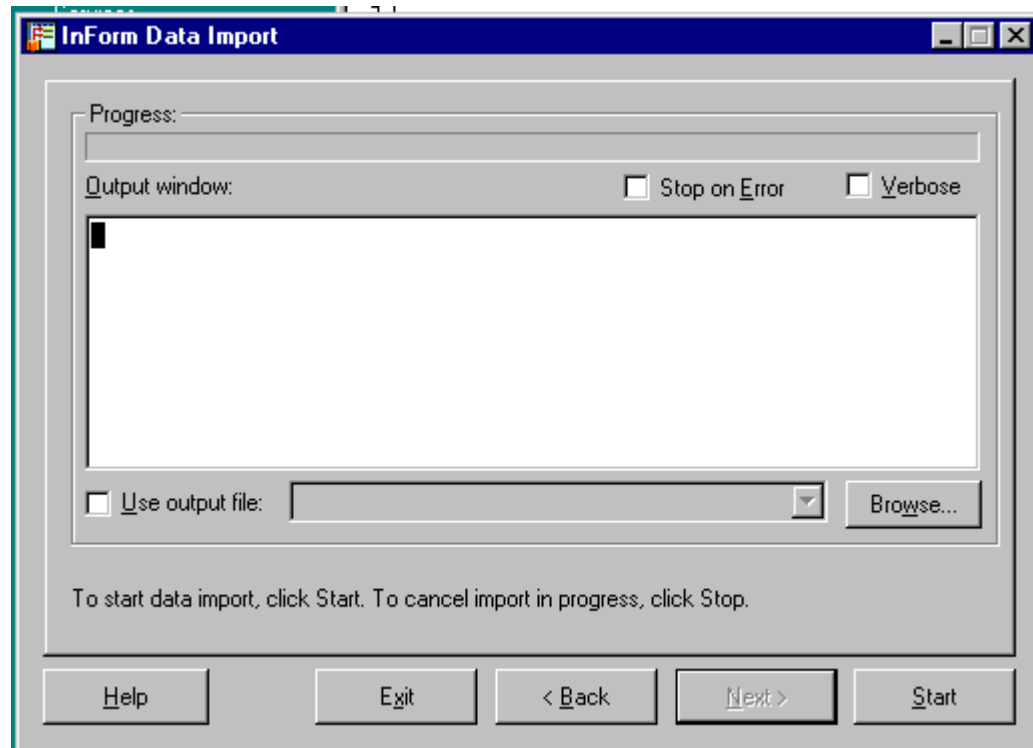 InForm Data Import
Progress:
Output window:
Stop on Error
Verbose
Use output file:
Browse...
To start data import, click Start. To cancel import in progress, click Stop.
Help
Exit
< Back
Next >
Start